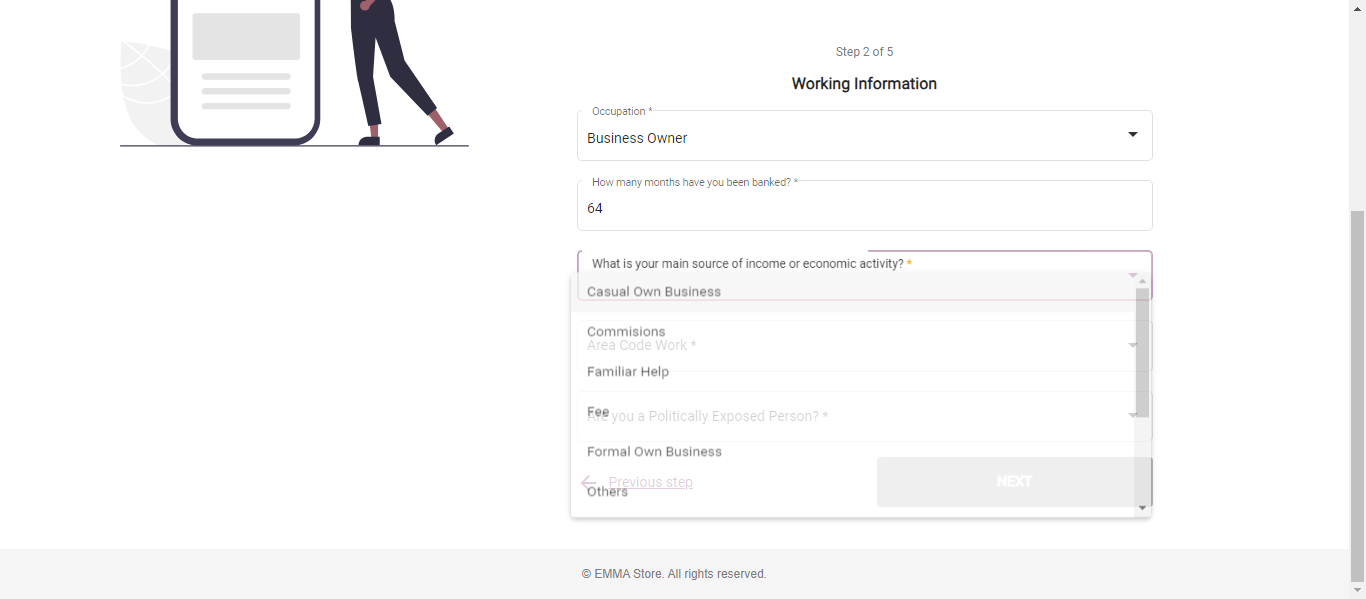 Step 2 of 5
Working Information
Occupation *
Business Owner
How many months have you been banked? *
64
What is your main source of income or economic activity? *
Casual Own Business
Commisions
Area Code Work *
Familiar Help
Fee
Are you a Politically Exposed Person? *
Formal Own Business
Previous step
NEXT
Others
© EMMA Store. All rights reserved.